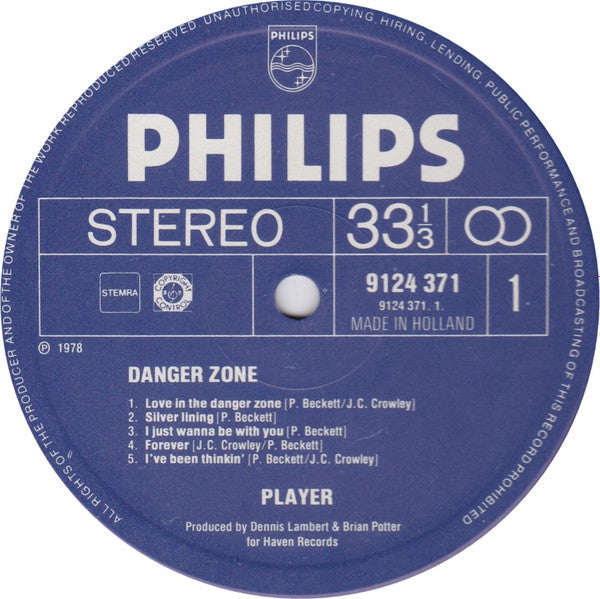 ALL RIGHTS OF THE PRODUCER AND OF THE OWNER OF THE WORK REPRODUCED RESERVED. UNAUTHORISED COPYING, HIRING, LENDING, PUBLIC PERFORMANCE AND BROADCASTING OF THIS RECORD PROHIBITED
PHILIPS
PHILIPS
STEREO 33⅓
STEMRA COPYRIGHT CONTROL 9124 371 1
9124 371. 1.
MADE IN HOLLAND
Ⓟ 1978
DANGER ZONE
1. Love in the danger zone [P. Beckett/J.C. Crowley]
2. Silver lining [P. Beckett]
3. I just wanna be with you [P. Beckett]
4. Forever [J.C. Crowley/P. Beckett]
5. I've been thinkin' [P. Beckett/J.C. Crowley]
PLAYER
Produced by Dennis Lambert & Brian Potter
for Haven Records